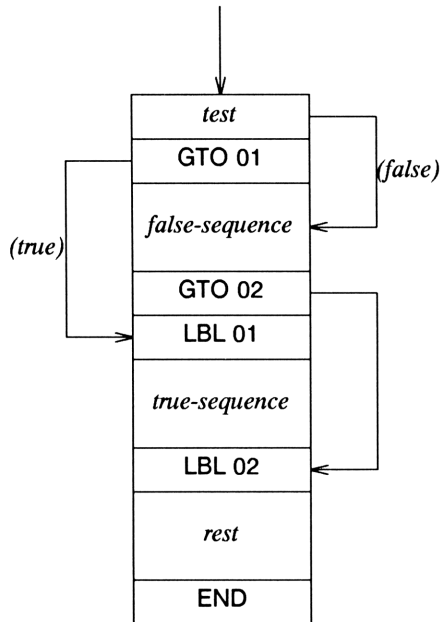 test
GTO 01
(false)
false-sequence
(true)
GTO 02
LBL 01
true-sequence
LBL 02
rest
END